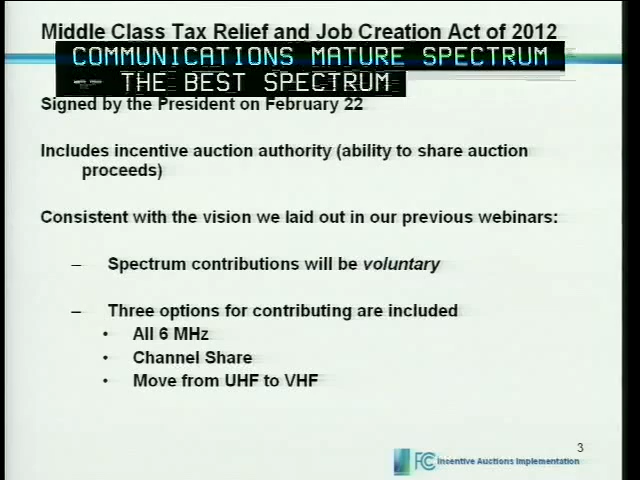 Middle Class Tax Relief and Job Creation Act of 2012
COMMUNICATIONS MATURE SPECTRUM
-- THE BEST SPECTRUM
Signed by the President on February 22
Includes incentive auction authority (ability to share auction
proceeds)
Consistent with the vision we laid out in our previous webinars:
– Spectrum contributions will be voluntary
– Three options for contributing are included
• All 6 MHz
• Channel Share
• Move from UHF to VHF
3
FCC Incentive Auctions Implementation